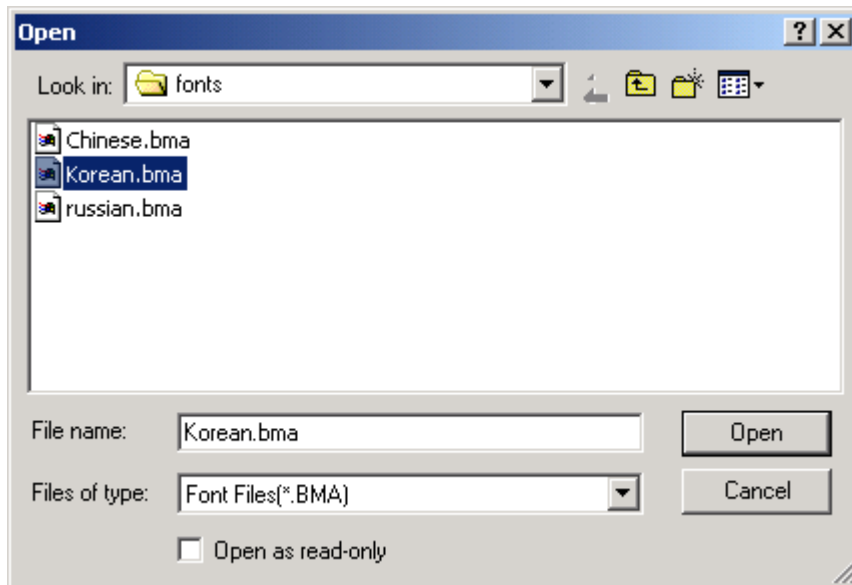 Open
Look in: fonts
Chinese.bma
Korean.bma
russian.bma
File name: Korean.bma Open
Files of type: Font Files(*.BMA) Cancel
Open as read-only